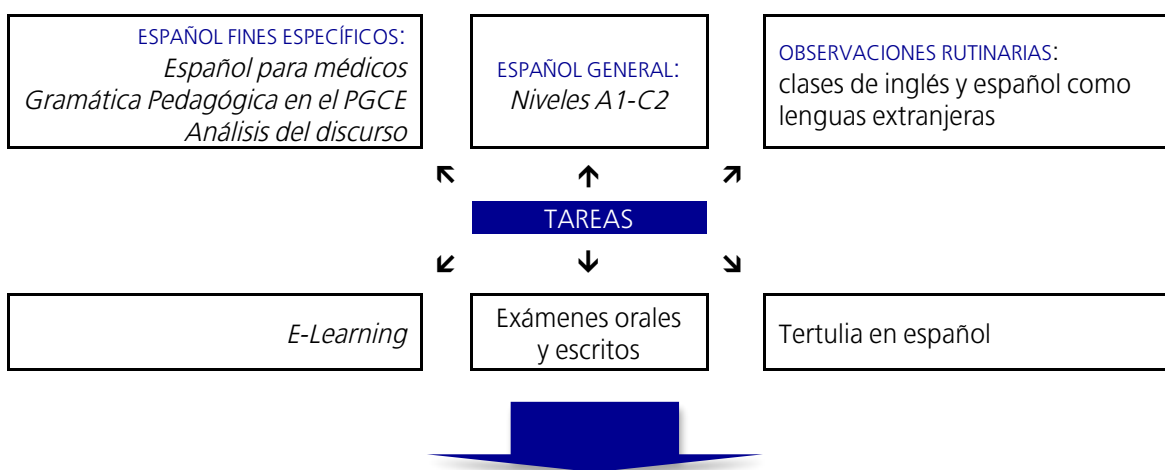 ESPAÑOL FINES ESPECÍFICOS:
Español para médicos
Gramática Pedagógica en el PGCE
Análisis del discurso
ESPAÑOL GENERAL:
Niveles A1-C2
OBSERVACIONES RUTINARIAS:
clases de inglés y español como
lenguas extranjeras
TAREAS
E-Learning
Exámenes orales
y escritos
Tertulia en español